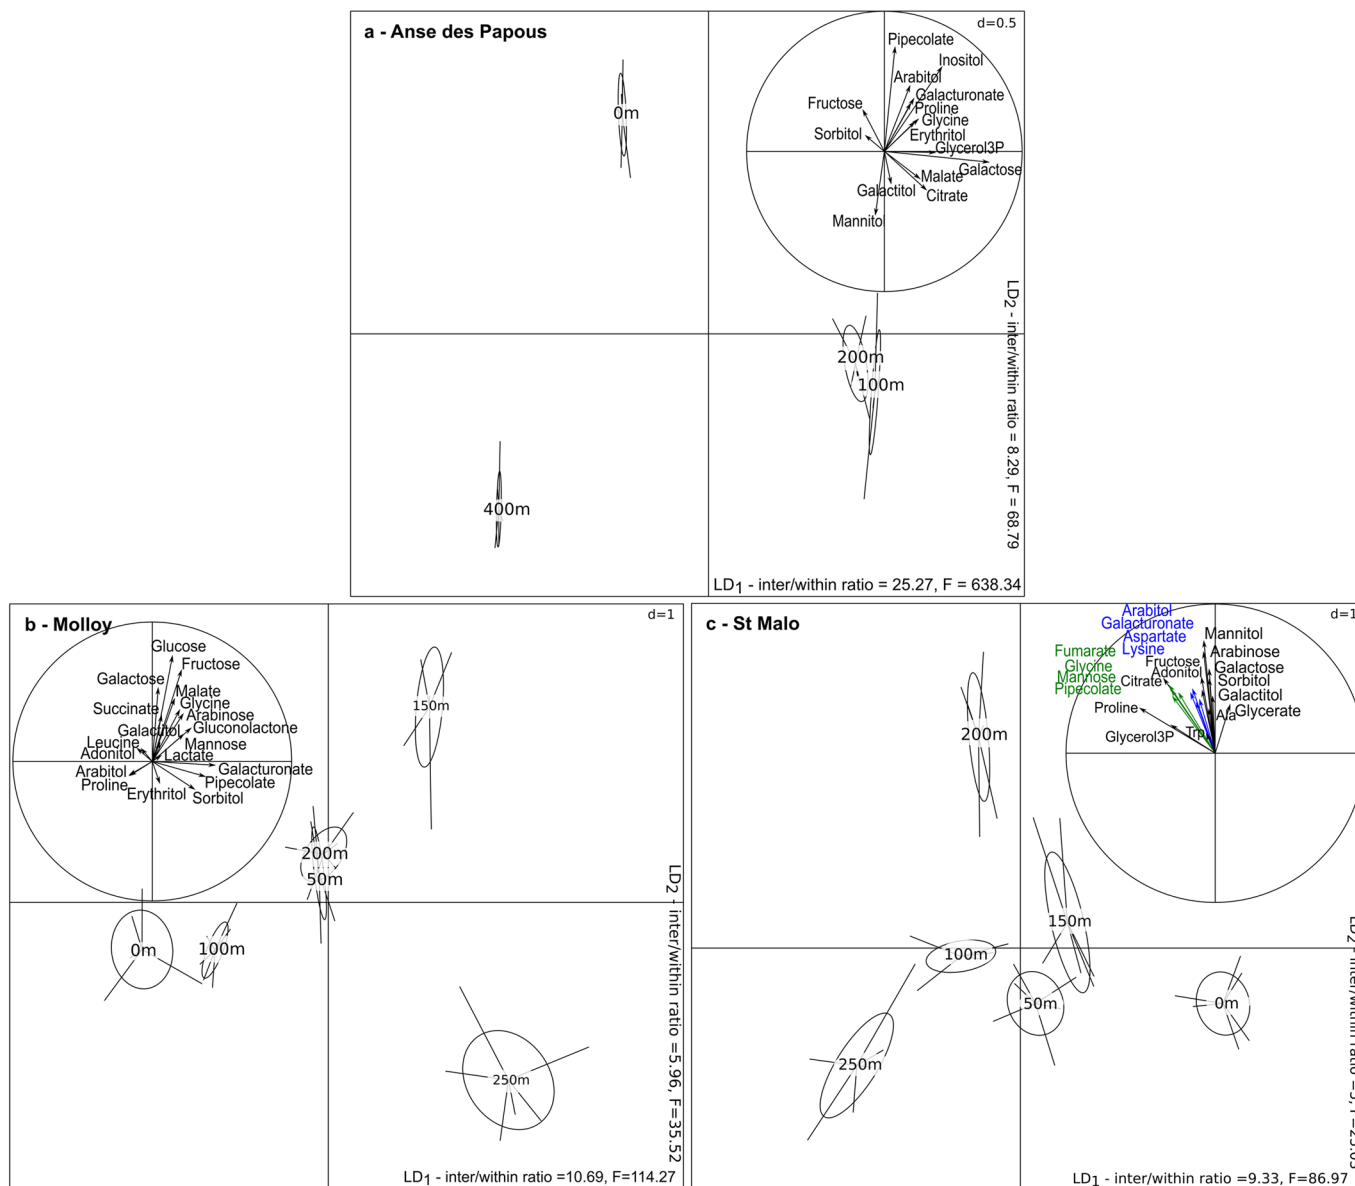 a - Anse des Papous
d=0.5
Pipecolate
Inositol
Arabitol
Galacturonate
Fructose
Proline
Glycine
Sorbitol
Erythritol
Glycerol3P
Galactose
Malate
Galactitol
Citrate
Mannitol
0m
200m
100m
400m
LD2 - inter/within ratio = 8.29, F = 68.79
LD1 - inter/within ratio = 25.27, F = 638.34
b - Molloy
d=1
Glucose
Fructose
Galactose
Malate
Glycine
Succinate
Arabinose
Galactitol
Gluconolactone
Leucine
Mannose
Adonitol
Lactate
Galacturonate
Arabitol
Pipecolate
Proline
Erythritol
Sorbitol
150m
200m
50m
0m
100m
250m
LD2 - inter/within ratio =5.96, F=35.52
LD1 - inter/within ratio =10.69, F=114.27
c - St Malo
d=1
Arabitol
Galacturonate
Aspartate
Lysine
Mannitol
Fumarate
Arabinose
Glycine
Fructose
Galactose
Mannose
Adonitol
Sorbitol
Pipecolate
Citrate
Galactitol
Proline
Glycerate
Ala
Trp
Glycerol3P
200m
150m
100m
50m
0m
250m
LD1 - inter/within ratio =9.33, F=86.97